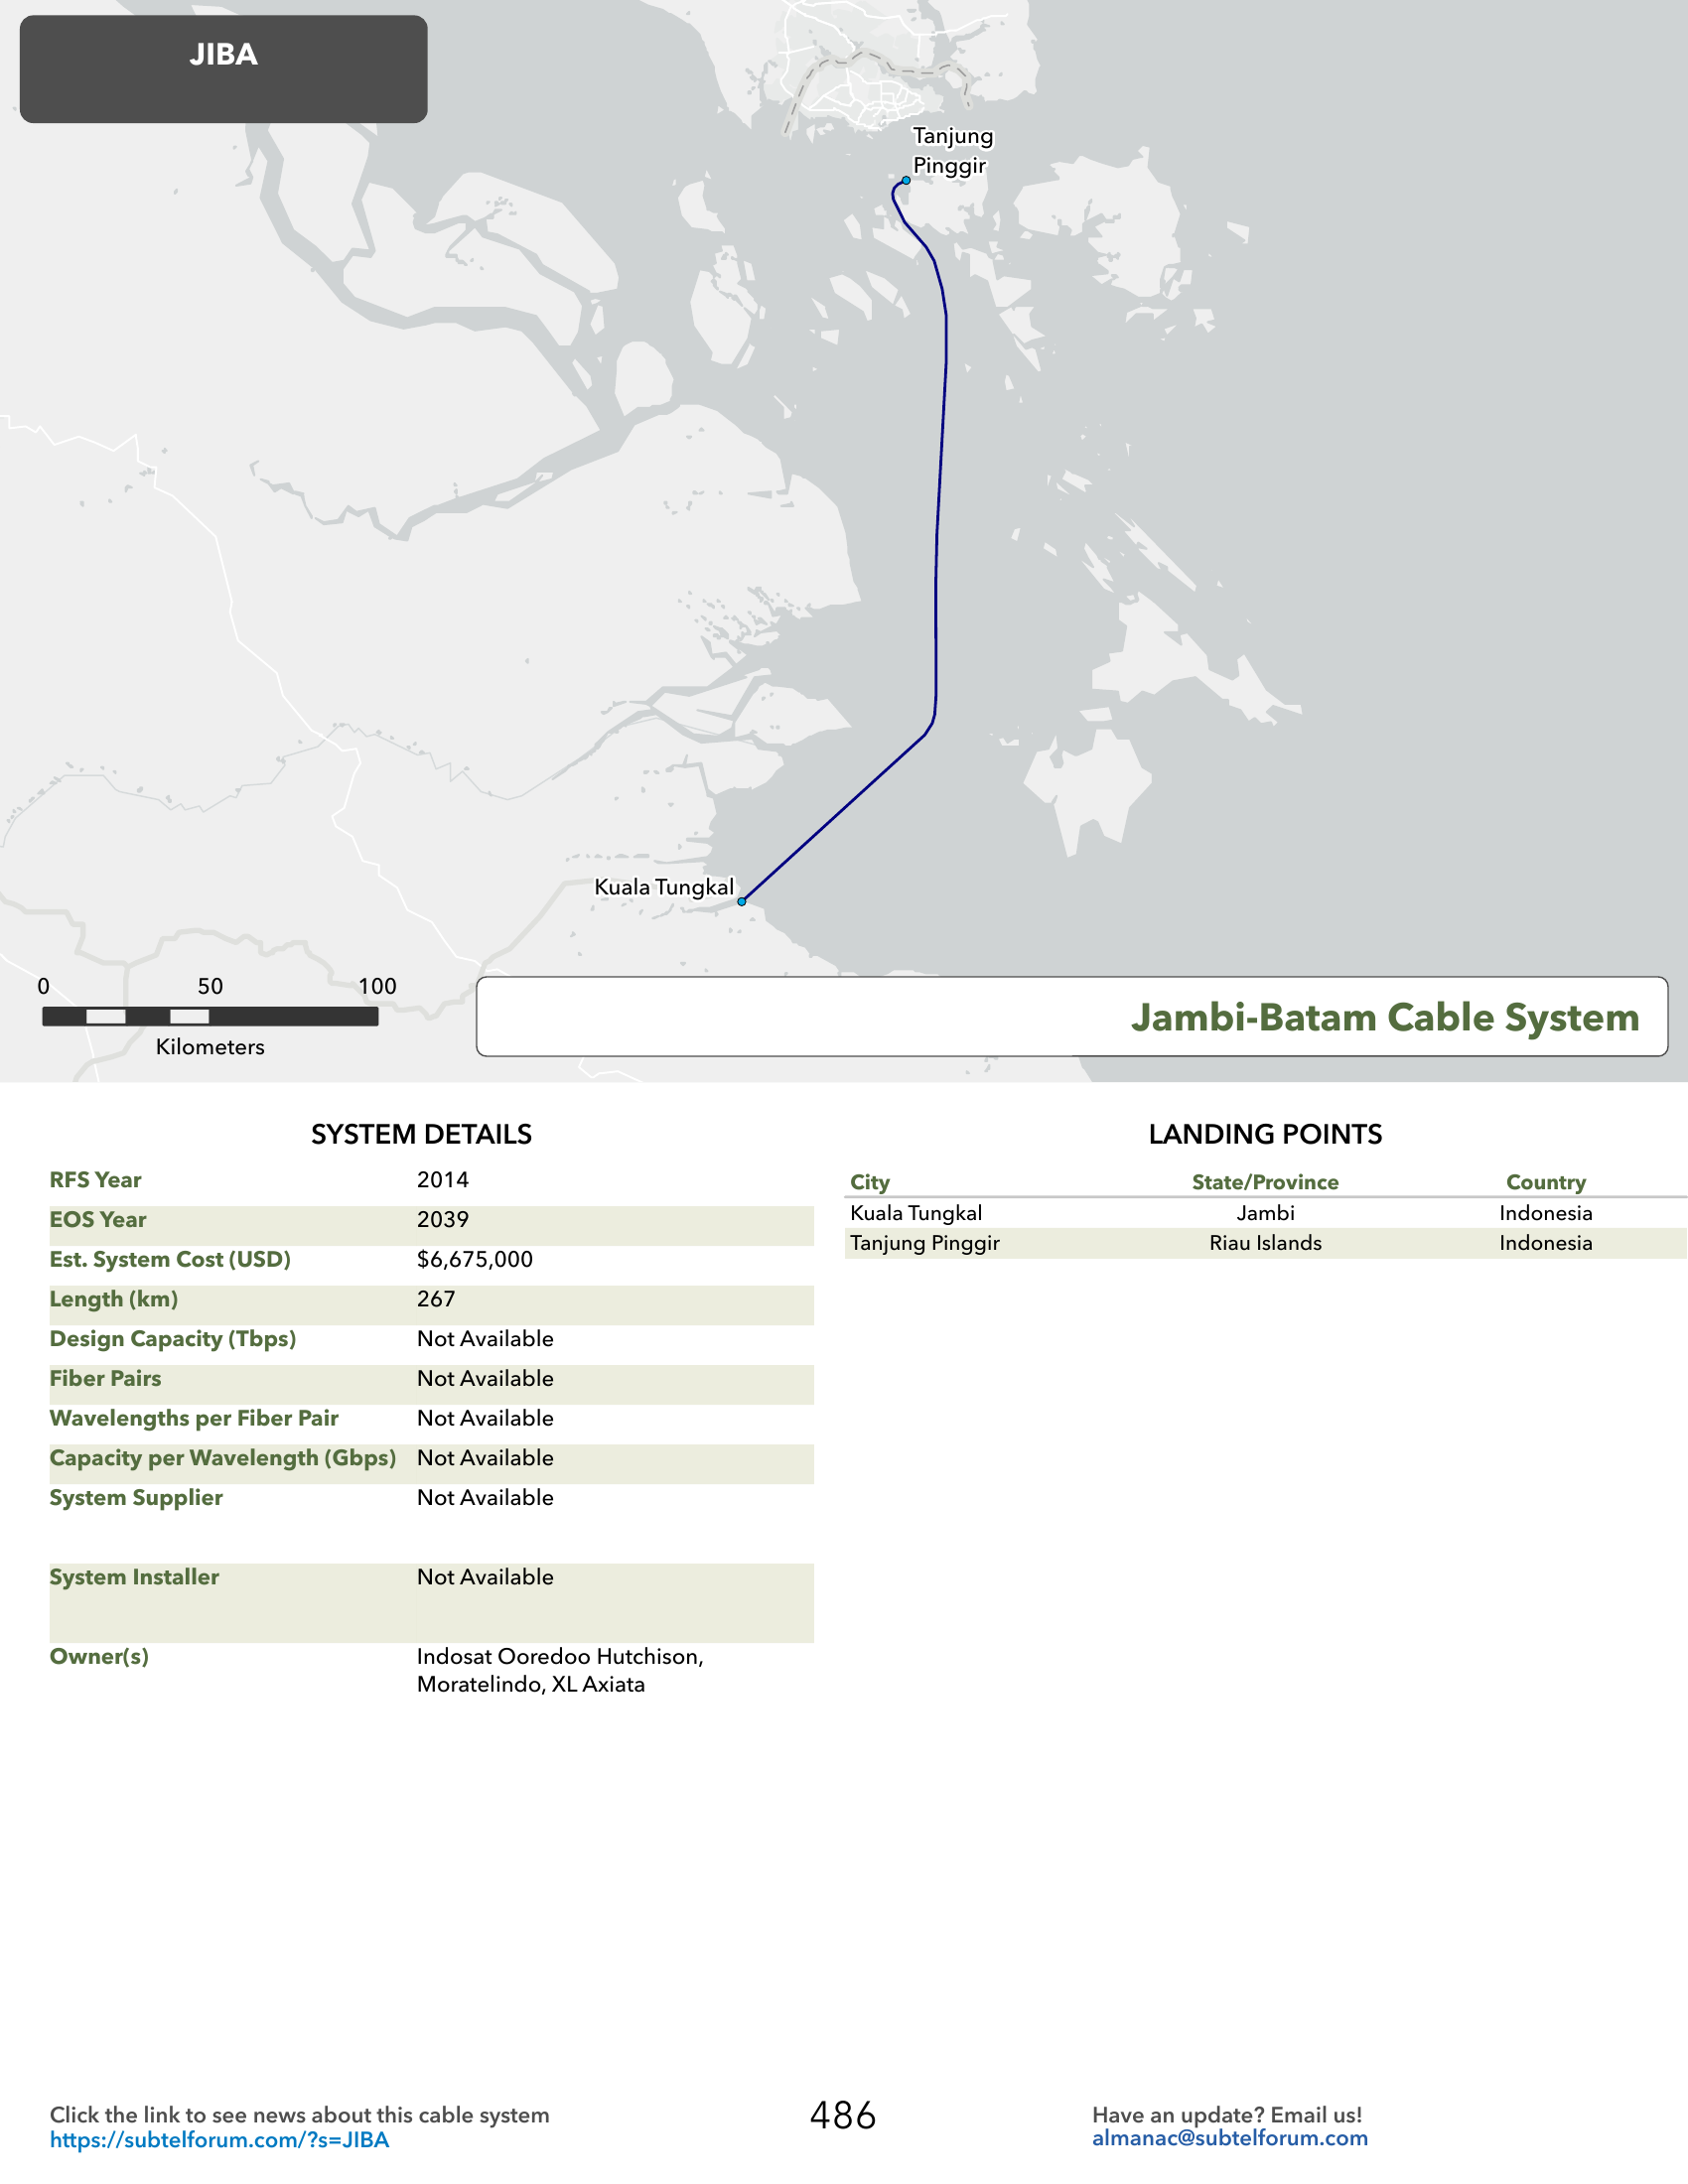 JIBA
Tanjung
Pinggir
Kuala Tungkal
0 50 100
Kilometers
Jambi-Batam Cable System
SYSTEM DETAILS
RFS Year 2014
EOS Year 2039
Est. System Cost (USD) $6,675,000
Length (km) 267
Design Capacity (Tbps) Not Available
Fiber Pairs Not Available
Wavelengths per Fiber Pair Not Available
Capacity per Wavelength (Gbps) Not Available
System Supplier Not Available
System Installer Not Available
Owner(s) Indosat Ooredoo Hutchison,
Moratelindo, XL Axiata
LANDING POINTS
City State/Province Country
Kuala Tungkal Jambi Indonesia
Tanjung Pinggir Riau Islands Indonesia
Click the link to see news about this cable system
https://subtelforum.com/?s=JIBA
486
Have an update? Email us!
almanac@subtelforum.com